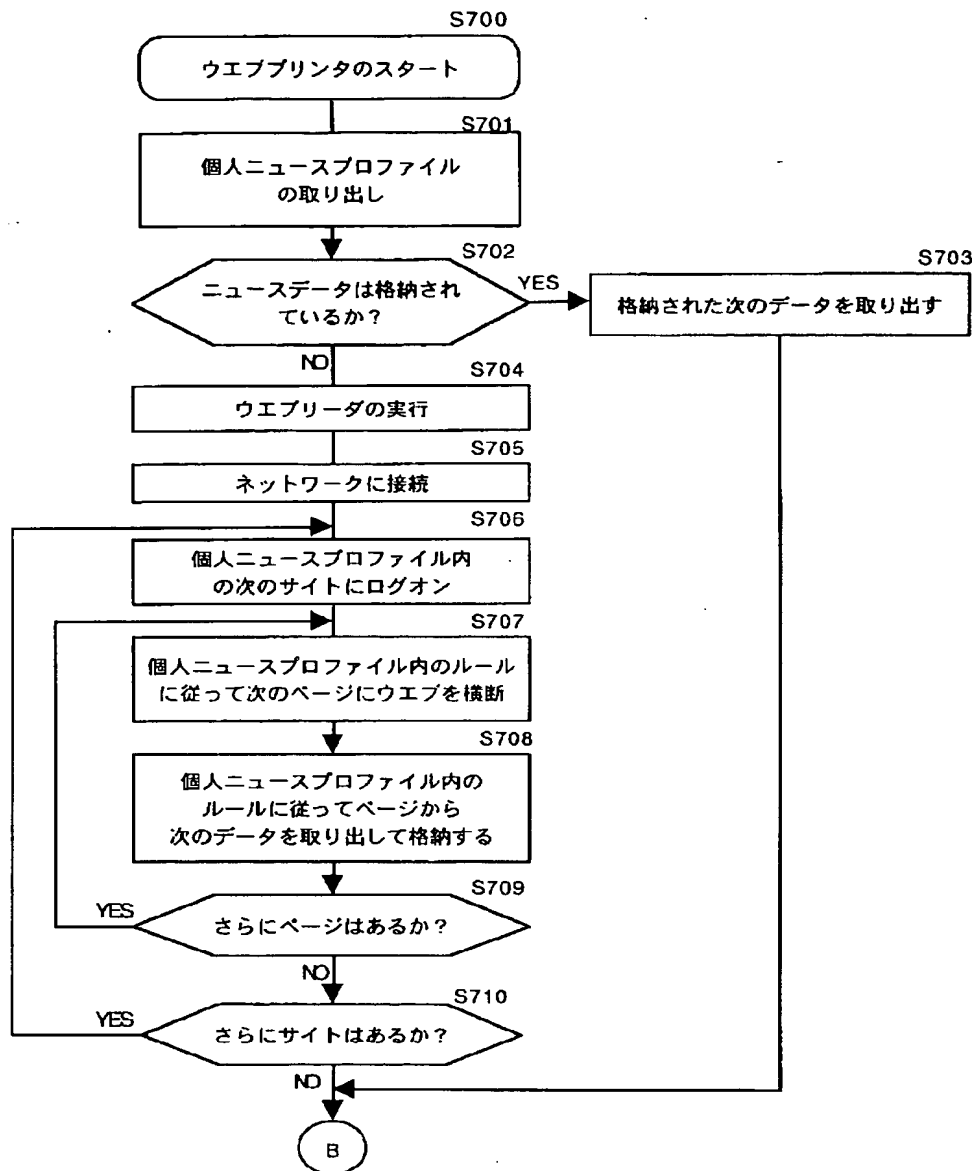 S700
ウエブプリンタのスタート
S701
個人ニュースプロファイル
の取り出し
S702
ニュースデータは格納され
ているか？
YES
S703
格納された次のデータを取り出す
NO
S704
ウエブリーダの実行
S705
ネットワークに接続
S706
個人ニュースプロファイル内
の次のサイトにログオン
S707
個人ニュースプロファイル内のルール
に従って次のページにウエブを横断
S708
個人ニュースプロファイル内の
ルールに従ってページから
次のデータを取り出して格納する
S709
YES
さらにページはあるか？
NO
S710
YES
さらにサイトはあるか？
NO
B